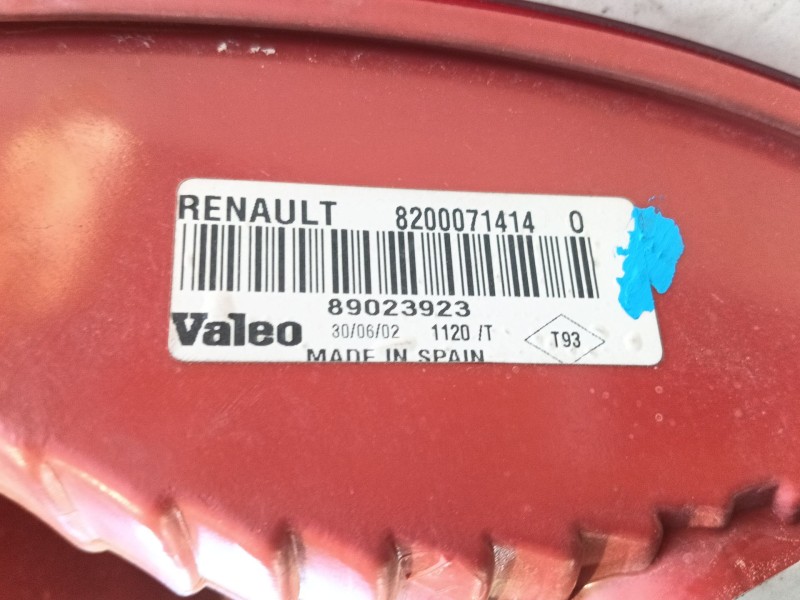 RENAULT 8200071414 0
89023923
Valeo 30/06/02 1120 /T T93
MADE IN SPAIN